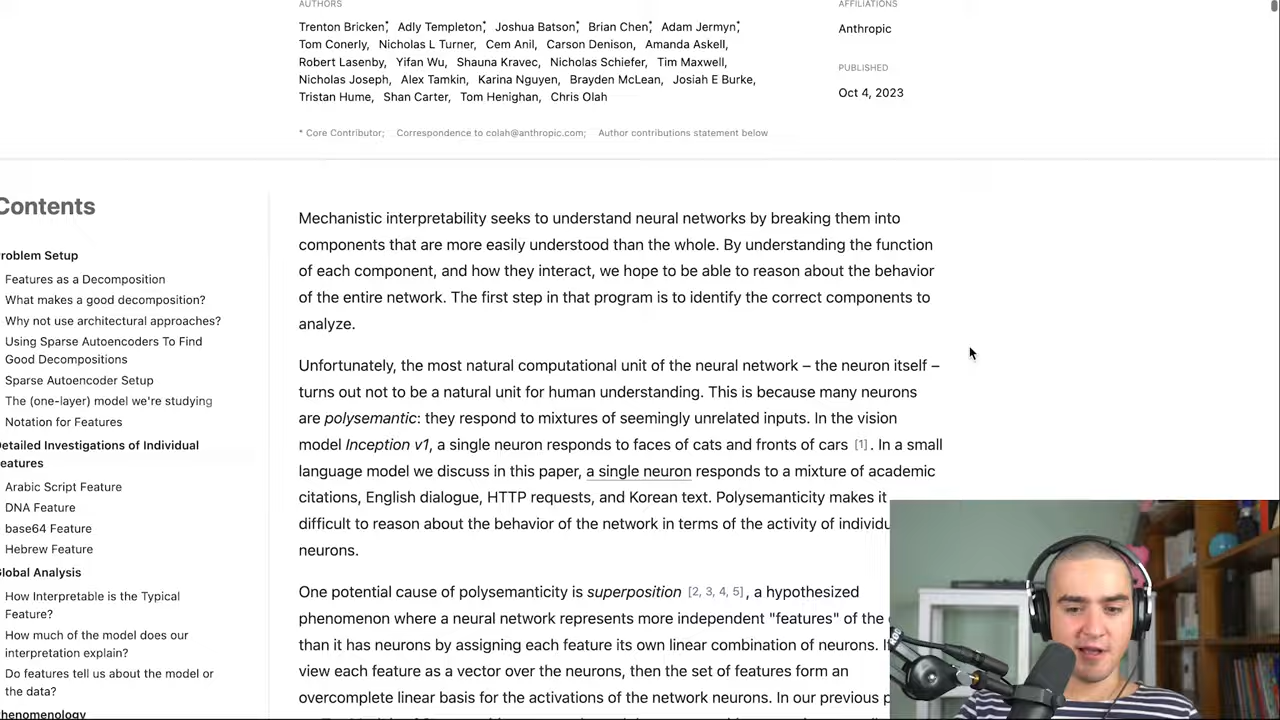 AUTHORS
AFFILIATIONS
Trenton Bricken*, Adly Templeton*, Joshua Batson*, Brian Chen*, Adam Jermyn*,
Tom Conerly, Nicholas L Turner, Cem Anil, Carson Denison, Amanda Askell,
Robert Lasenby, Yifan Wu, Shauna Kravec, Nicholas Schiefer, Tim Maxwell,
Nicholas Joseph, Alex Tamkin, Karina Nguyen, Brayden McLean, Josiah E Burke,
Tristan Hume, Shan Carter, Tom Henighan, Chris Olah
Anthropic
PUBLISHED
Oct 4, 2023
* Core Contributor; Correspondence to colah@anthropic.com; Author contributions statement below
Contents
roblem Setup
Features as a Decomposition
What makes a good decomposition?
Why not use architectural approaches?
Using Sparse Autoencoders To Find
Good Decompositions
Sparse Autoencoder Setup
The (one-layer) model we're studying
Notation for Features
Detailed Investigations of Individual
eatures
Arabic Script Feature
DNA Feature
base64 Feature
Hebrew Feature
Global Analysis
How Interpretable is the Typical
Feature?
How much of the model does our
interpretation explain?
Do features tell us about the model or
the data?
Phenomenology
Mechanistic interpretability seeks to understand neural networks by breaking them into
components that are more easily understood than the whole. By understanding the function
of each component, and how they interact, we hope to be able to reason about the behavior
of the entire network. The first step in that program is to identify the correct components to
analyze.
Unfortunately, the most natural computational unit of the neural network – the neuron itself –
turns out not to be a natural unit for human understanding. This is because many neurons
are polysemantic: they respond to mixtures of seemingly unrelated inputs. In the vision
model Inception v1, a single neuron responds to faces of cats and fronts of cars [1]. In a small
language model we discuss in this paper, a single neuron responds to a mixture of academic
citations, English dialogue, HTTP requests, and Korean text. Polysemanticity makes it
difficult to reason about the behavior of the network in terms of the activity of individu
neurons.
One potential cause of polysemanticity is superposition [2, 3, 4, 5], a hypothesized
phenomenon where a neural network represents more independent "features" of the
than it has neurons by assigning each feature its own linear combination of neurons. I
view each feature as a vector over the neurons, then the set of features form an
overcomplete linear basis for the activations of the network neurons. In our previous p